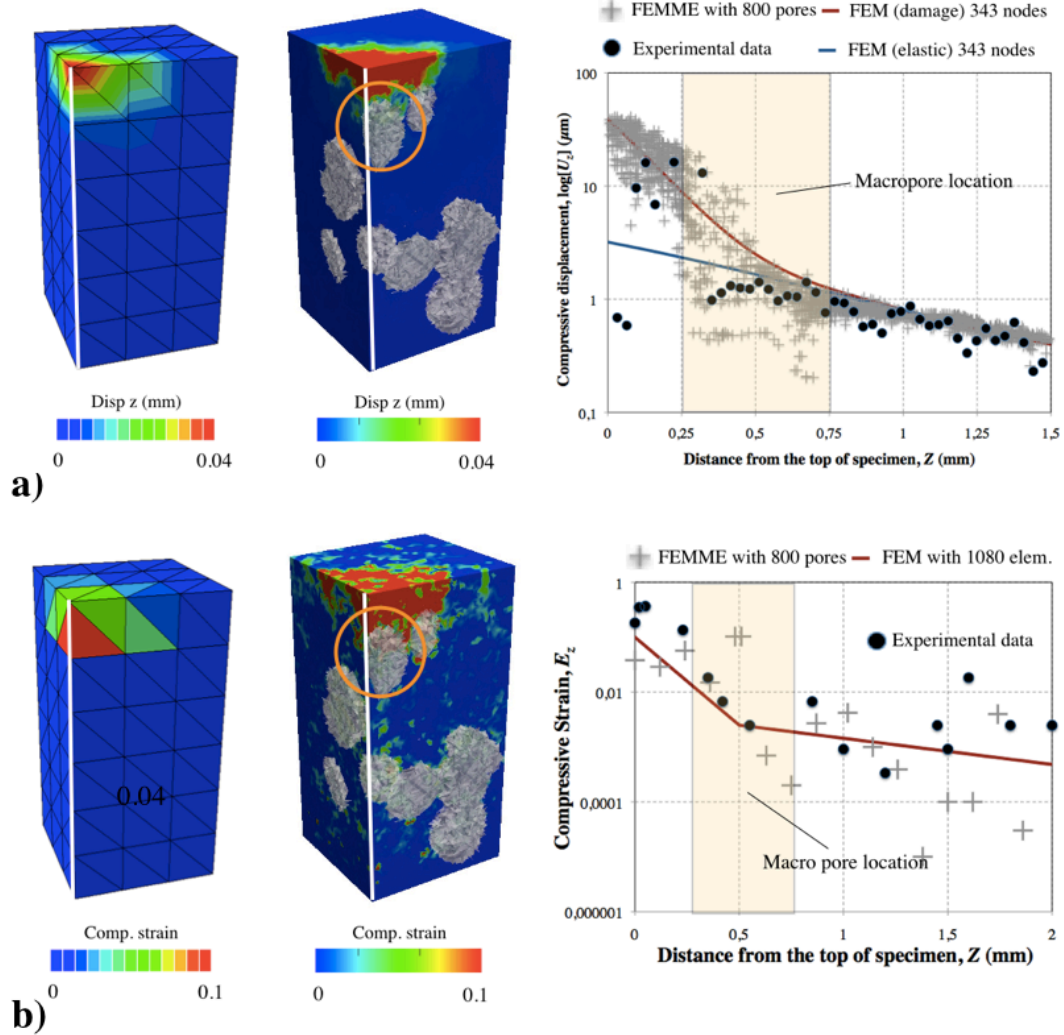 FEMME with 800 pores
FEM (damage) 343 nodes
Experimental data
FEM (elastic) 343 nodes
Compressive displacement, log[U_z] (μm)
100
10
1
0,1
Macropore location
0
0,25
0,5
0,75
1
1,25
1,5
Distance from the top of specimen, Z (mm)
Disp z (mm)
0
0.04
Disp z (mm)
0
0.04
a)
FEMME with 800 pores
FEM with 1080 elem.
Compressive Strain, E_z
1
0,01
0,0001
0,000001
Experimental data
Macro pore location
0
0,5
1
1,5
2
Distance from the top of specimen, Z (mm)
0.04
Comp. strain
0
0.1
Comp. strain
0
0.1
b)